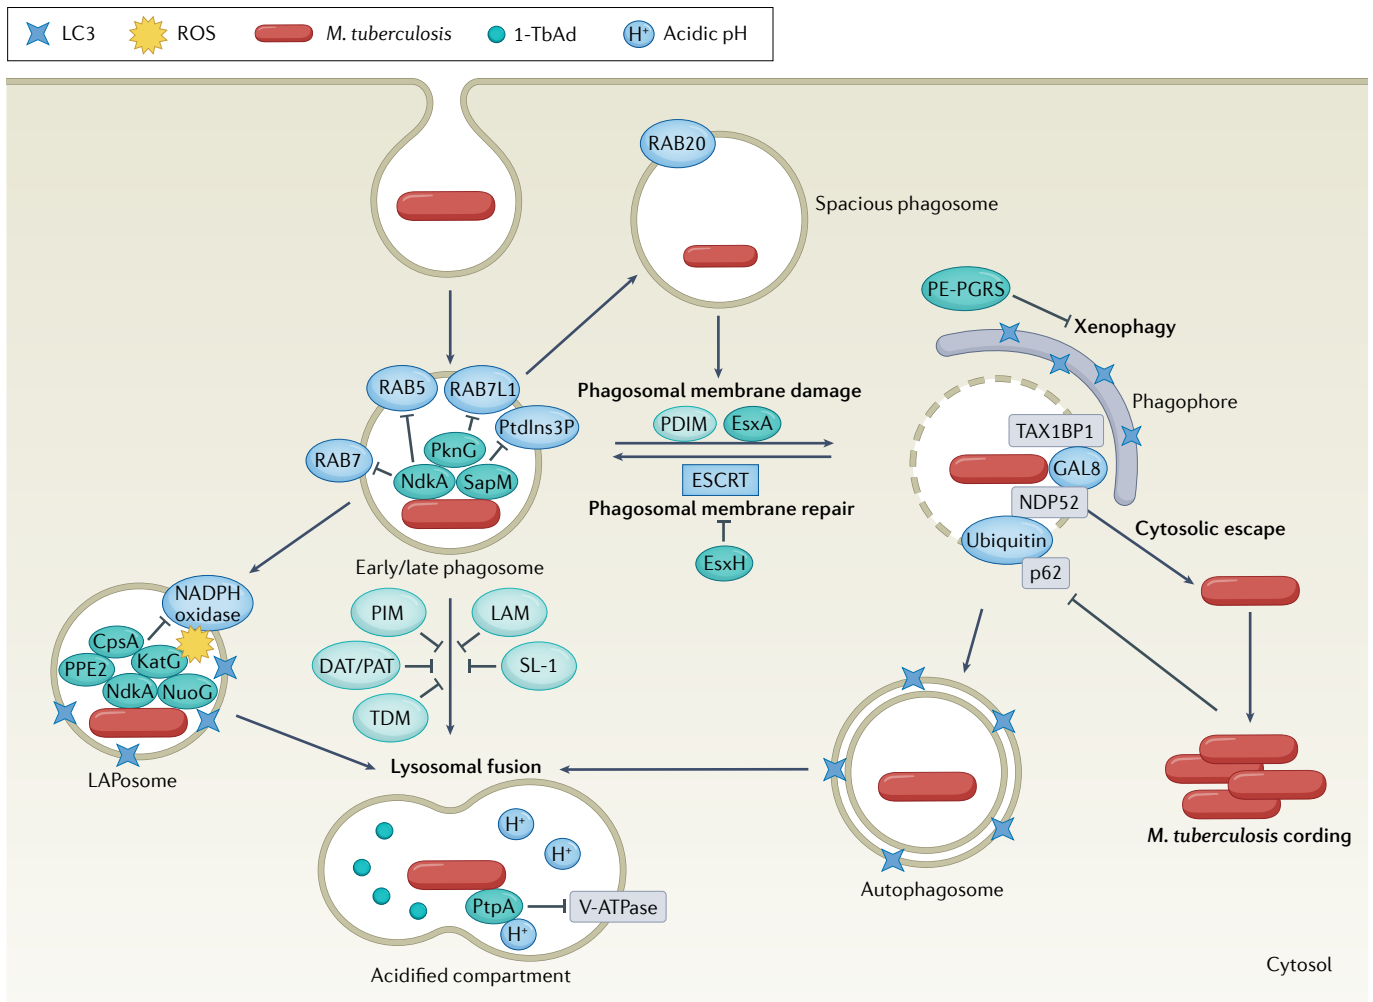 LC3
ROS
M. tuberculosis
1-TbAd
H+
Acidic pH
RAB20
Spacious phagosome
PE-PGRS
Xenophagy
Phagophore
RAB5
RAB7L1
PtdIns3P
RAB7
PknG
NdkA
SapM
Early/late phagosome
Phagosomal membrane damage
PDIM
EsxA
ESCRT
Phagosomal membrane repair
EsxH
TAX1BP1
GAL8
NDP52
Ubiquitin
p62
Cytosolic escape
NADPH
oxidase
CpsA
PPE2
KatG
NdkA
NuoG
LAPosome
PIM
LAM
DAT/PAT
SL-1
TDM
Lysosomal fusion
H+
H+
PtpA
H+
V-ATPase
Acidified compartment
Autophagosome
M. tuberculosis cording
Cytosol